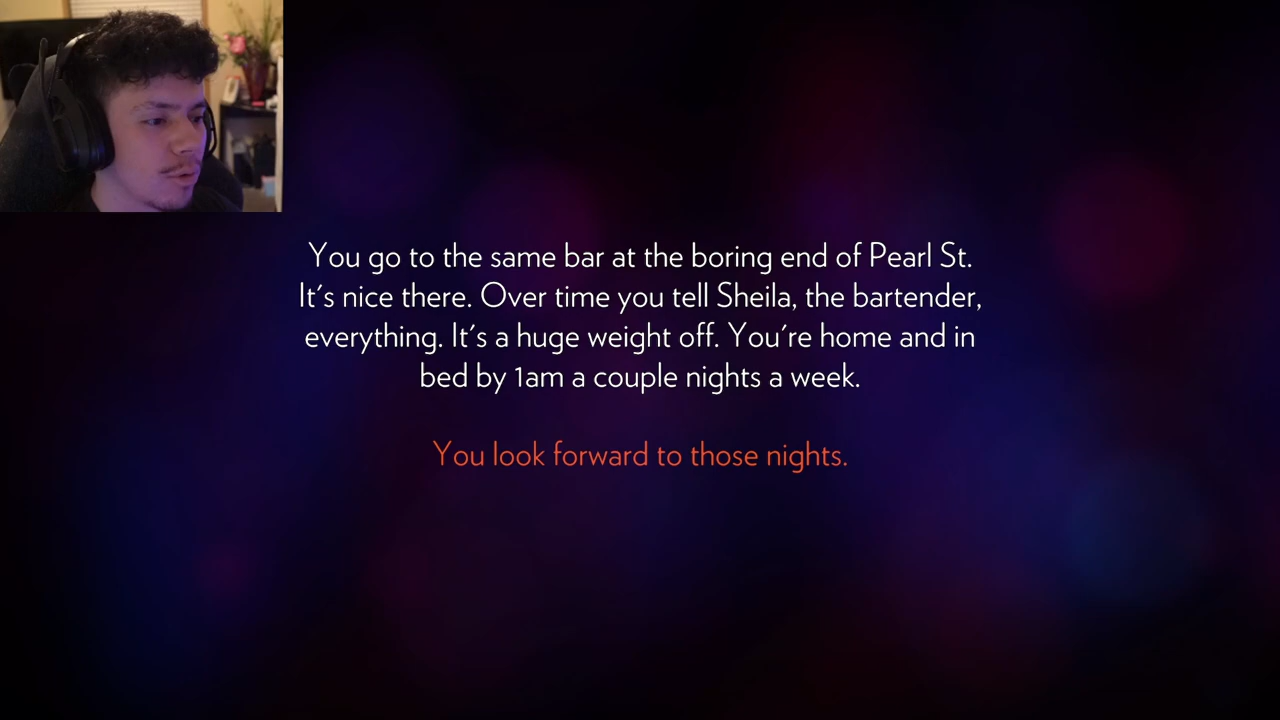 You go to the same bar at the boring end of Pearl St.
It's nice there. Over time you tell Sheila, the bartender,
everything. It's a huge weight off. You're home and in
bed by 1am a couple nights a week.
You look forward to those nights.